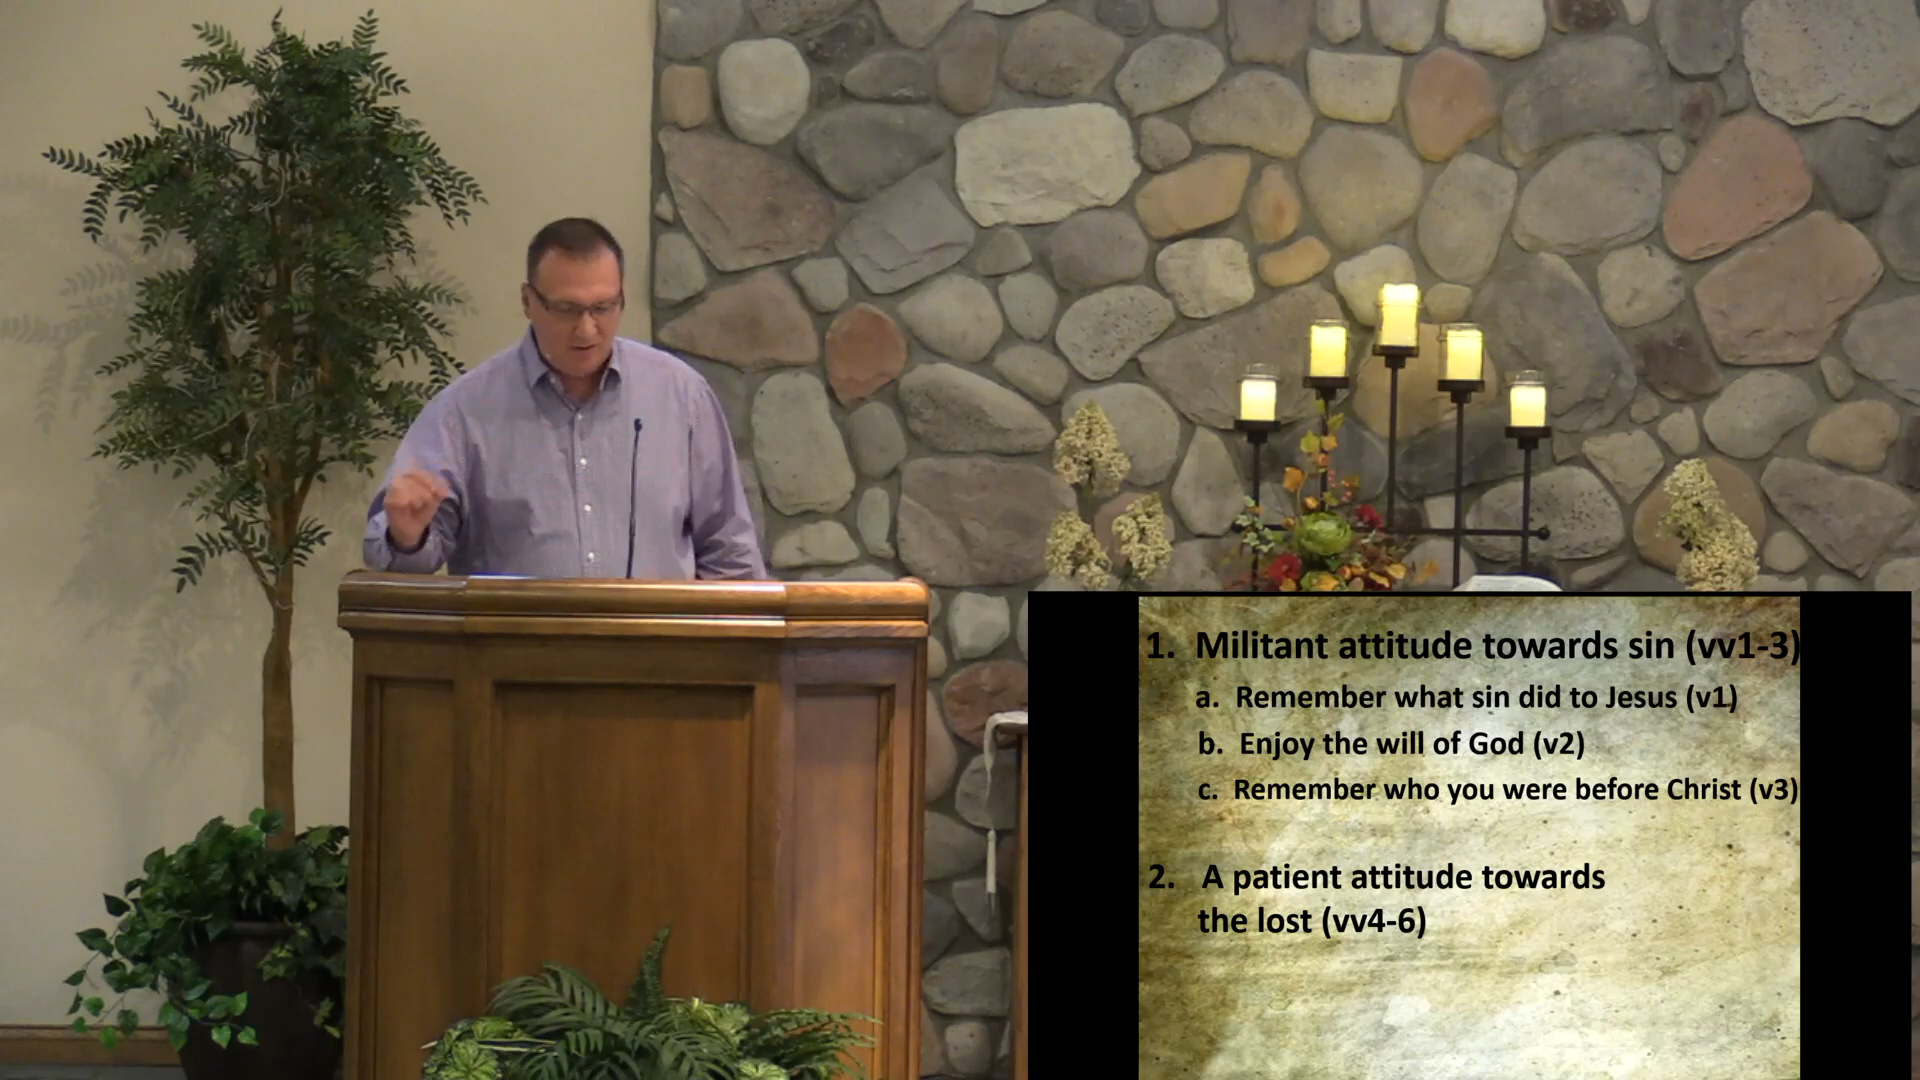 1. Militant attitude towards sin (vv1-3)
a. Remember what sin did to Jesus (v1)
b. Enjoy the will of God (v2)
c. Remember who you were before Christ (v3)
2. A patient attitude towards
the lost (vv4-6)